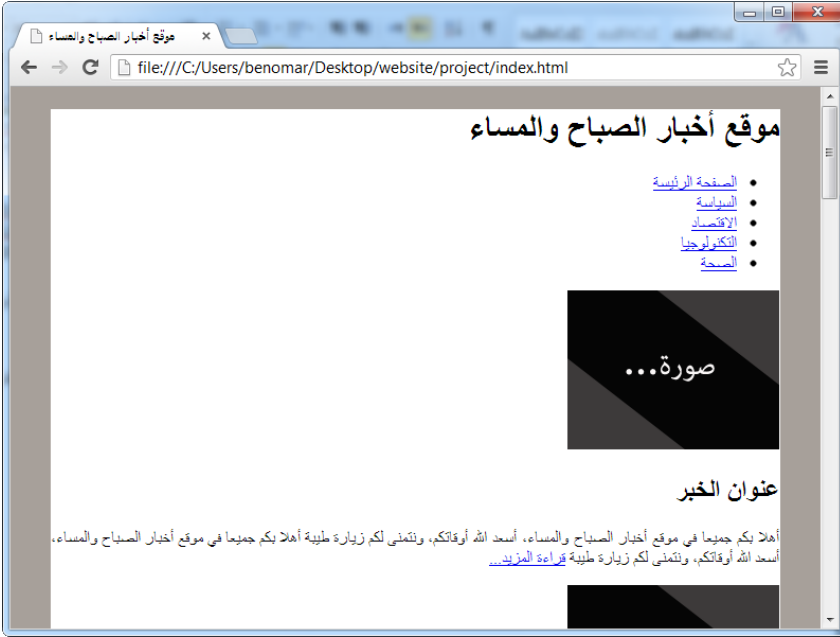 موقع أخبار الصباح والمساء
file:///C:/Users/benomar/Desktop/website/project/index.html
موقع أخبار الصباح والمساء
الصفحة الرئيسة
السياسة
الاقتصاد
التكنولوجيا
الصحة
صورة...
عنوان الخبر
أهلا بكم جميعا في موقع أخبار الصباح والمساء، أسعد الله أوقاتكم، ونتمنى لكم زيارة طيبة أهلا بكم جميعا في موقع أخبار الصباح والمساء،
أسعد الله أوقاتكم، ونتمنى لكم زيارة طيبة قراءة المزيد...